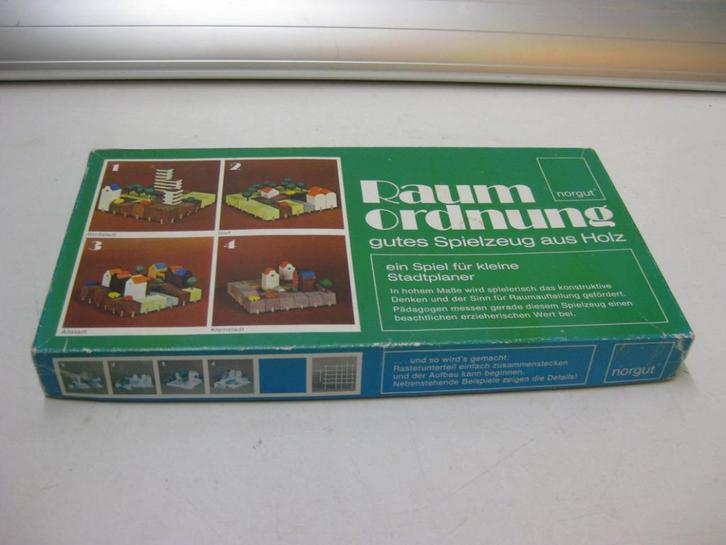 1
2
3
4
Dorf
Altstadt
Kleinstadt
Raum
ordnung
gutes Spielzeug aus Holz
norgut
ein Spiel für kleine
Stadtplaner
In hohem Maße wird spielerisch das konstruktive
Denken und der Sinn für Raumaufteilung gefördert.
Pädagogen messen gerade diesem Spielzeug einen
beachtlichen erzieherischen Wert bei.
. . . und so wird's gemacht:
Rasterunterteil einfach zusammenstecken
und der Aufbau kann beginnen.
Nebenstehende Beispiele zeigen die Details!
norgut